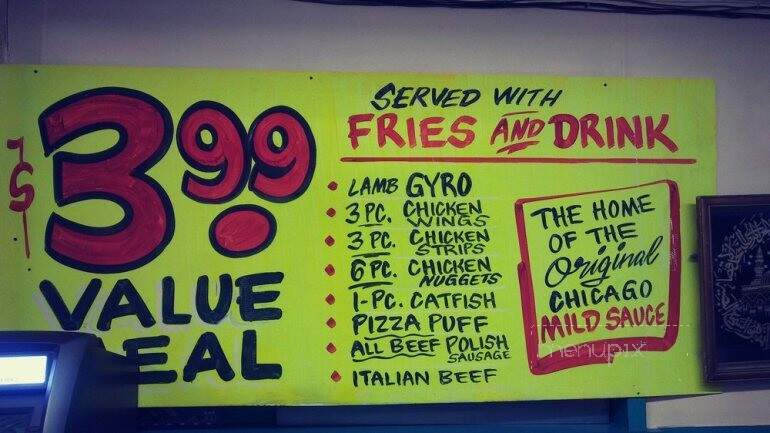 $3.99
VALUE
EAL
SERVED WITH
FRIES AND DRINK
LAMB GYRO
3 PC. CHICKEN
WINGS
3 PC. CHICKEN
STRIPS
6 PC. CHICKEN
NUGGETS
1-PC. CATFISH
PIZZA PUFF
ALL BEEF POLISH
SAUSAGE
ITALIAN BEEF
THE HOME
OF THE
Original
CHICAGO
MILD SAUCE
menupix